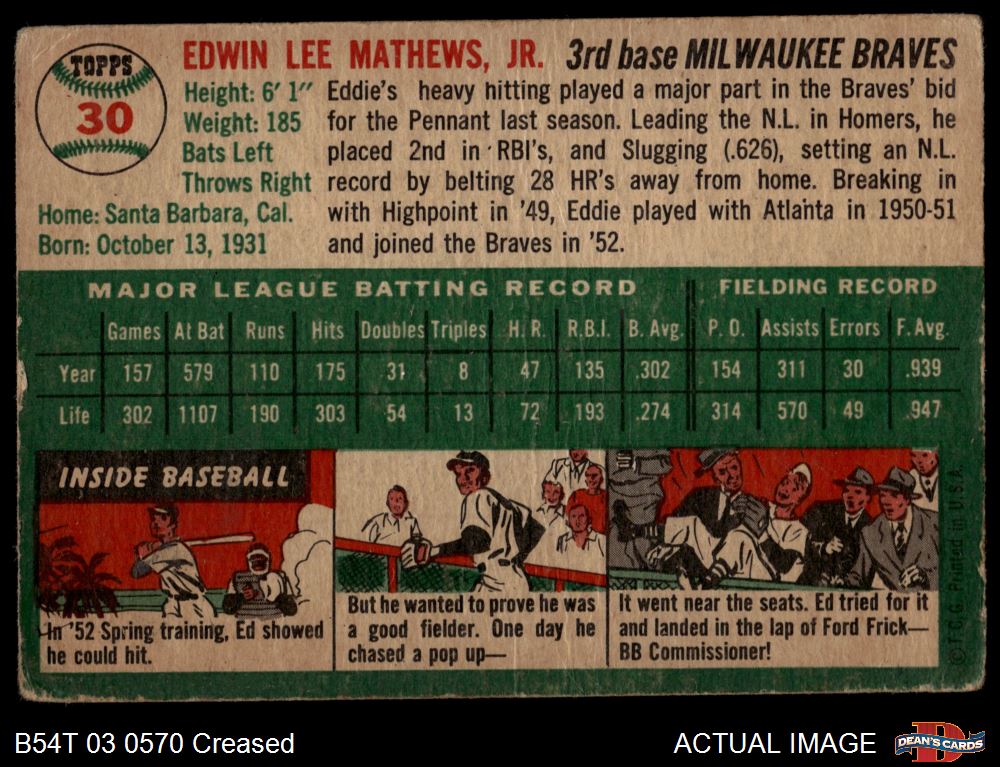 TOPPS
30
EDWIN LEE MATHEWS, JR. 3rd base MILWAUKEE BRAVES
Height: 6' 1"
Weight: 185
Bats Left
Throws Right
Home: Santa Barbara, Cal.
Born: October 13, 1931
Eddie's heavy hitting played a major part in the Braves' bid
for the Pennant last season. Leading the N.L. in Homers, he
placed 2nd in RBI's, and Slugging (.626), setting an N.L.
record by belting 28 HR's away from home. Breaking in
with Highpoint in '49, Eddie played with Atlanta in 1950-51
and joined the Braves in '52.
MAJOR LEAGUE BATTING RECORD FIELDING RECORD
Games At Bat Runs Hits Doubles Triples H. R. R.B.I. B. Avg. P. O. Assists Errors F. Avg.
Year 157 579 110 175 31 8 47 135 .302 154 311 30 .939
Life 302 1107 190 303 54 13 72 193 .274 314 570 49 .947
INSIDE BASEBALL
In '52 Spring training, Ed showed
he could hit.
But he wanted to prove he was
a good fielder. One day he
chased a pop up—
It went near the seats. Ed tried for it
and landed in the lap of Ford Frick—
BB Commissioner!
© T.C.G. Printed in U.S.A.
B54T 03 0570 Creased
ACTUAL IMAGE
D
DEAN'S CARDS